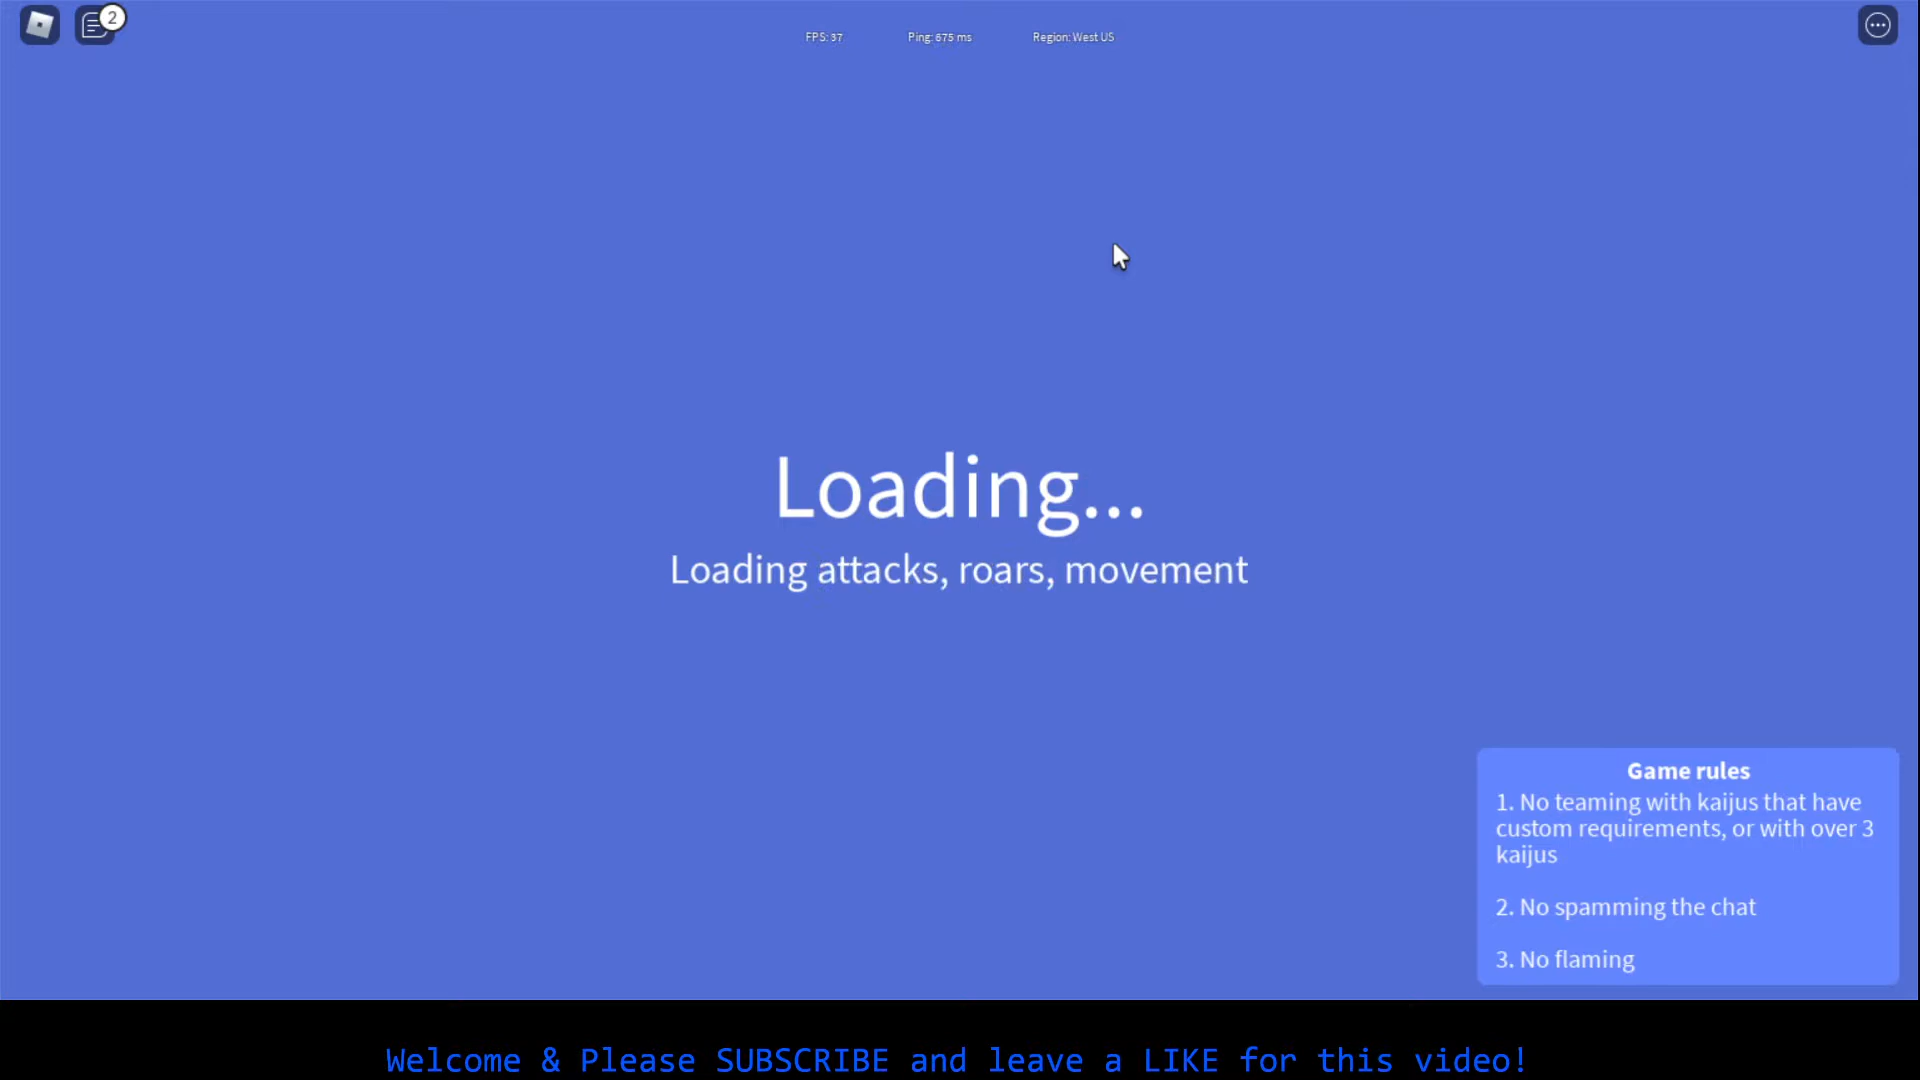 2
FPS: 37
Ping: 675 ms
Region: West US
Loading...
Loading attacks, roars, movement
Game rules
1. No teaming with kaijus that have
custom requirements, or with over 3
kaijus
2. No spamming the chat
3. No flaming
Welcome & Please SUBSCRIBE and leave a LIKE for this video!